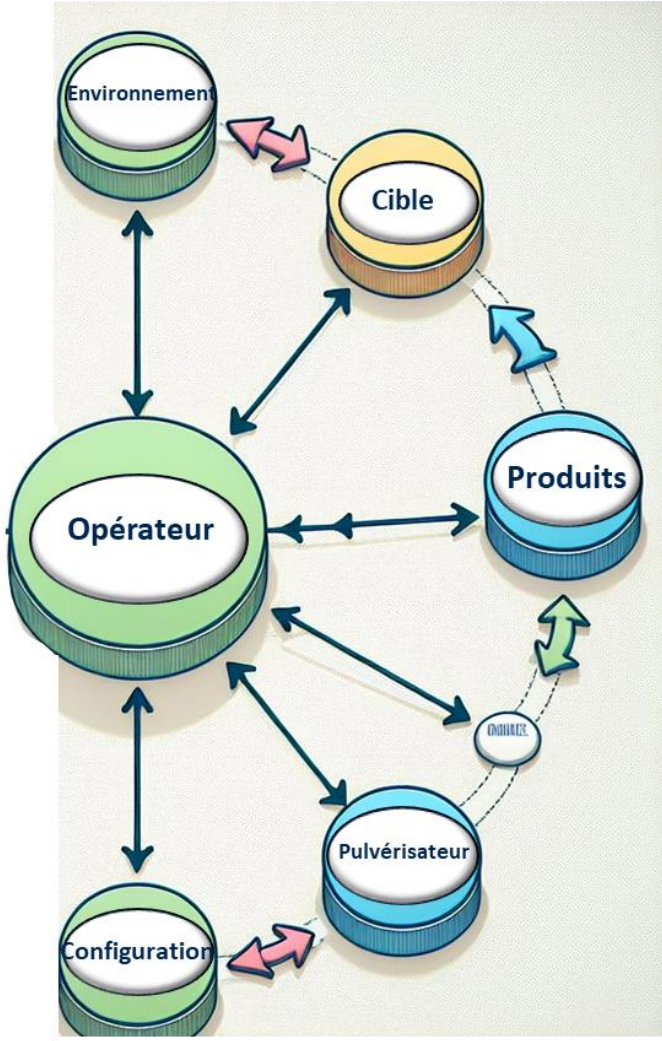 Environnement
Cible
Produits
Opérateur
Pulvérisateur
Configuration